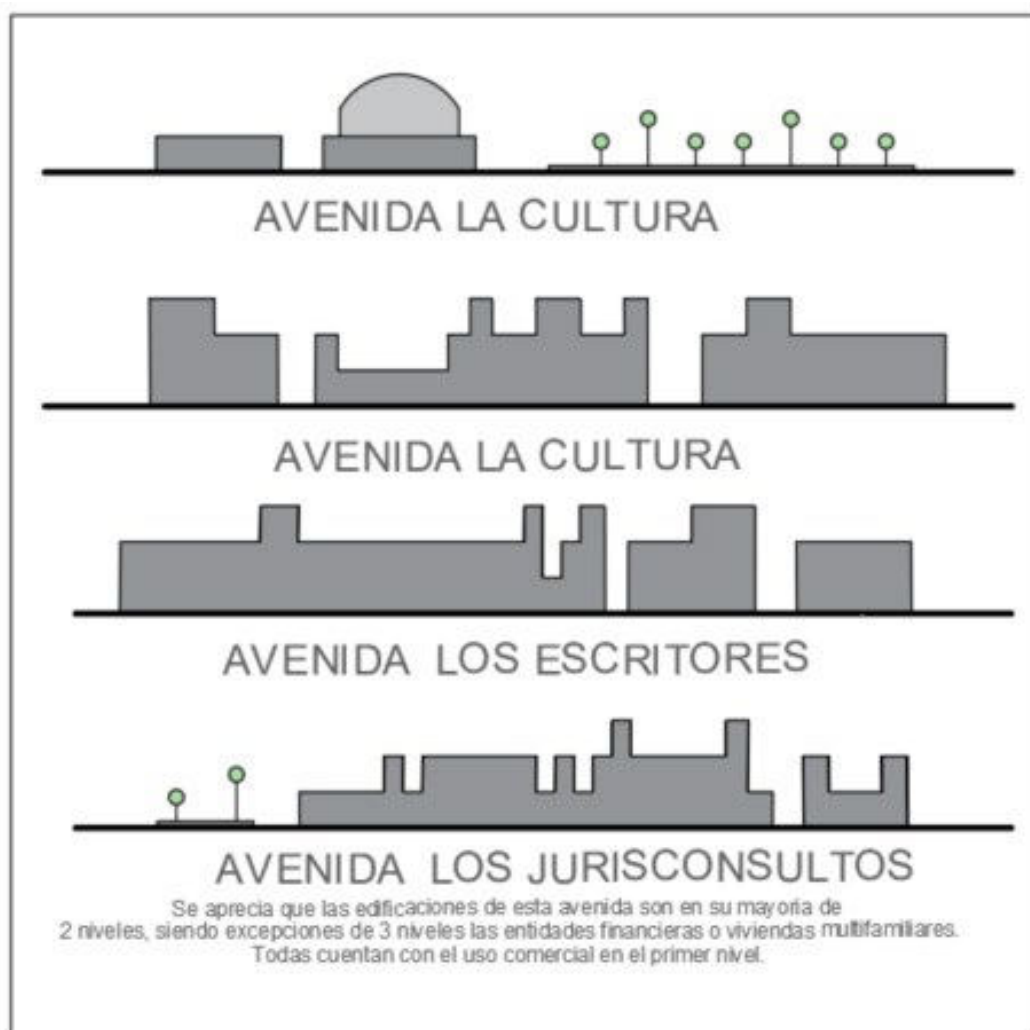 AVENIDA LA CULTURA
AVENIDA LA CULTURA
AVENIDA LOS ESCRITORES
AVENIDA LOS JURISCONSULTOS
Se aprecia que las edificaciones de esta avenida son en su mayoria de
2 niveles, siendo excepciones de 3 niveles las entidades financieras o viviendas multifamiliares.
Todas cuentan con el uso comercial en el primer nivel.